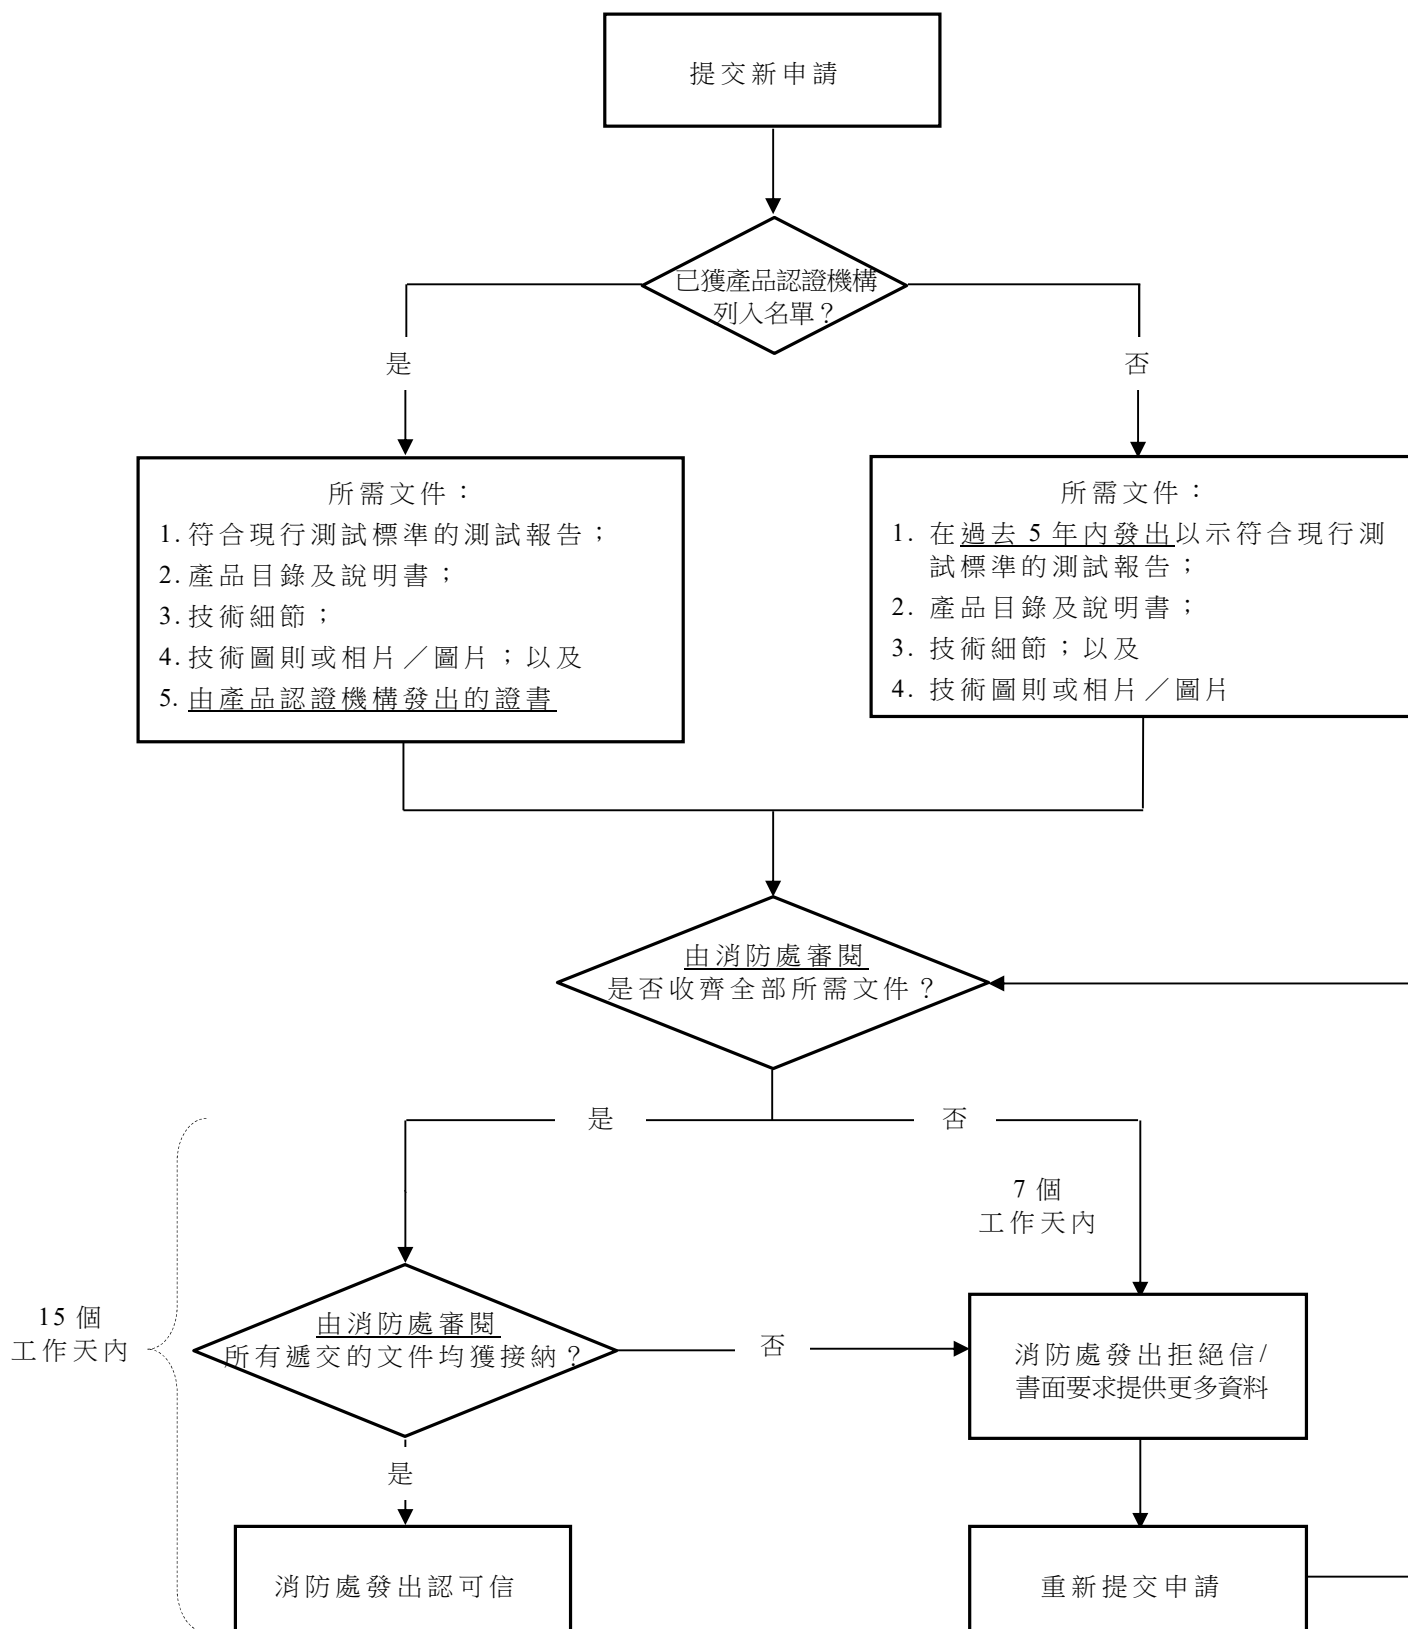 提交新申請
已獲產品認證機構
列入名單？
是
否
所需文件：
1. 符合現行測試標準的測試報告；
2. 產品目錄及說明書；
3. 技術細節；
4. 技術圖則或相片／圖片；以及
5. 由產品認證機構發出的證書
所需文件：
1. 在過去 5 年內發出以示符合現行測
試標準的測試報告；
2. 產品目錄及說明書；
3. 技術細節；以及
4. 技術圖則或相片／圖片
由消防處審閱
是否收齊全部所需文件？
是
否
7 個
工作天內
15 個
工作天內
由消防處審閱
所有遞交的文件均獲接納？
否
消防處發出拒絕信/
書面要求提供更多資料
是
消防處發出認可信
重新提交申請